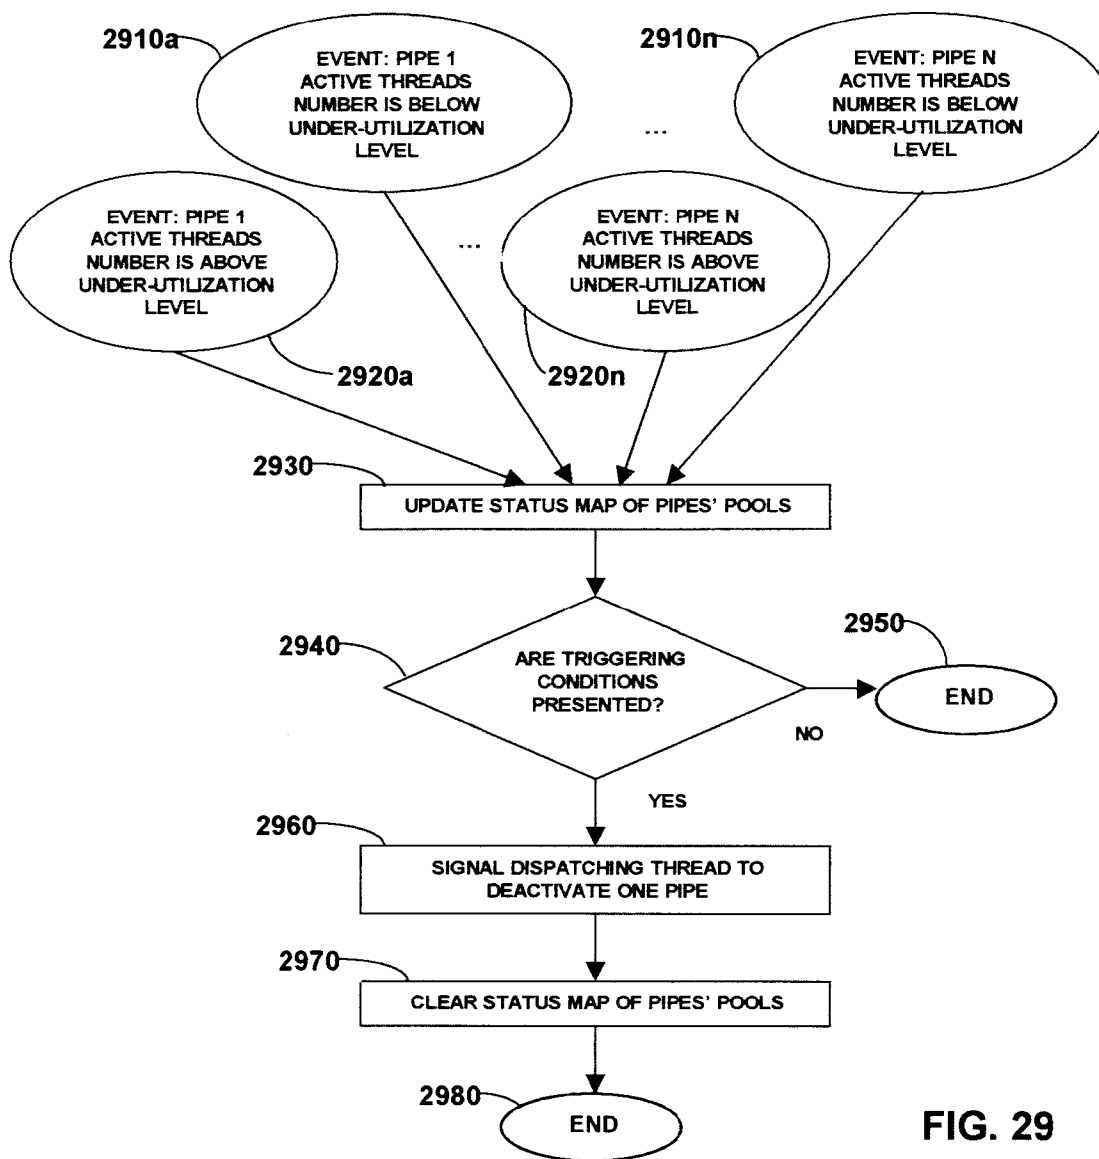 2910a
EVENT: PIPE 1
ACTIVE THREADS
NUMBER IS BELOW
UNDER-UTILIZATION
LEVEL
...
2910n
EVENT: PIPE N
ACTIVE THREADS
NUMBER IS BELOW
UNDER-UTILIZATION
LEVEL
EVENT: PIPE 1
ACTIVE THREADS
NUMBER IS ABOVE
UNDER-UTILIZATION
LEVEL
2920a
...
EVENT: PIPE N
ACTIVE THREADS
NUMBER IS ABOVE
UNDER-UTILIZATION
LEVEL
2920n
2930
UPDATE STATUS MAP OF PIPES' POOLS
2940
ARE TRIGGERING
CONDITIONS
PRESENTED?
2950
END
NO
YES
2960
SIGNAL DISPATCHING THREAD TO
DEACTIVATE ONE PIPE
2970
CLEAR STATUS MAP OF PIPES' POOLS
2980
END
FIG. 29